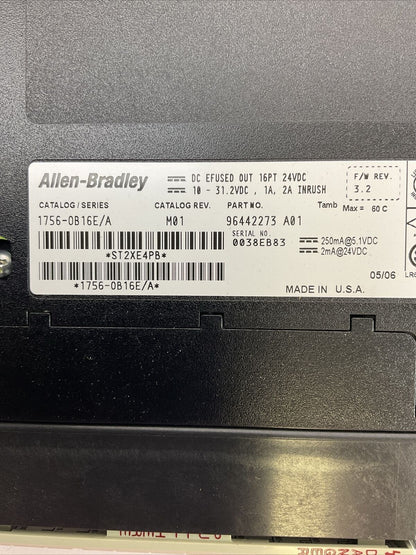 Allen-Bradley
DC EFUSED OUT 16PT 24VDC
10 - 31.2VDC , 1A, 2A INRUSH
F/W REV.
3.2
CATALOG / SERIES CATALOG REV. PART NO. Tamb Max = 60 C
1756-OB16E/A M01 96442273 A01
SERIAL NO.
0038EB83
250mA@5.1VDC
2mA@24VDC
*ST2XE4PB*
05/06
*1756-OB16E/A*
MADE IN U.S.A.
DANGER